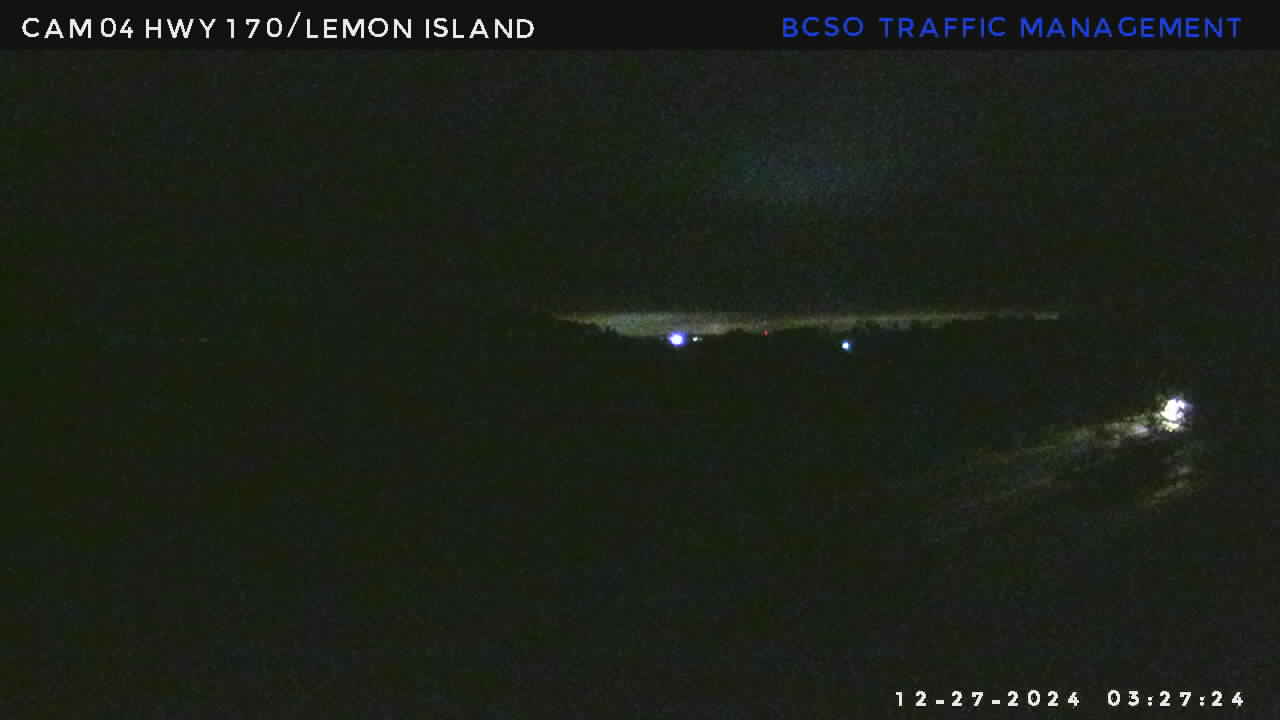 CAM04 HWY 170/LEMON ISLAND
BCSO TRAFFIC MANAGEMENT
12-27-2024 03:27:24